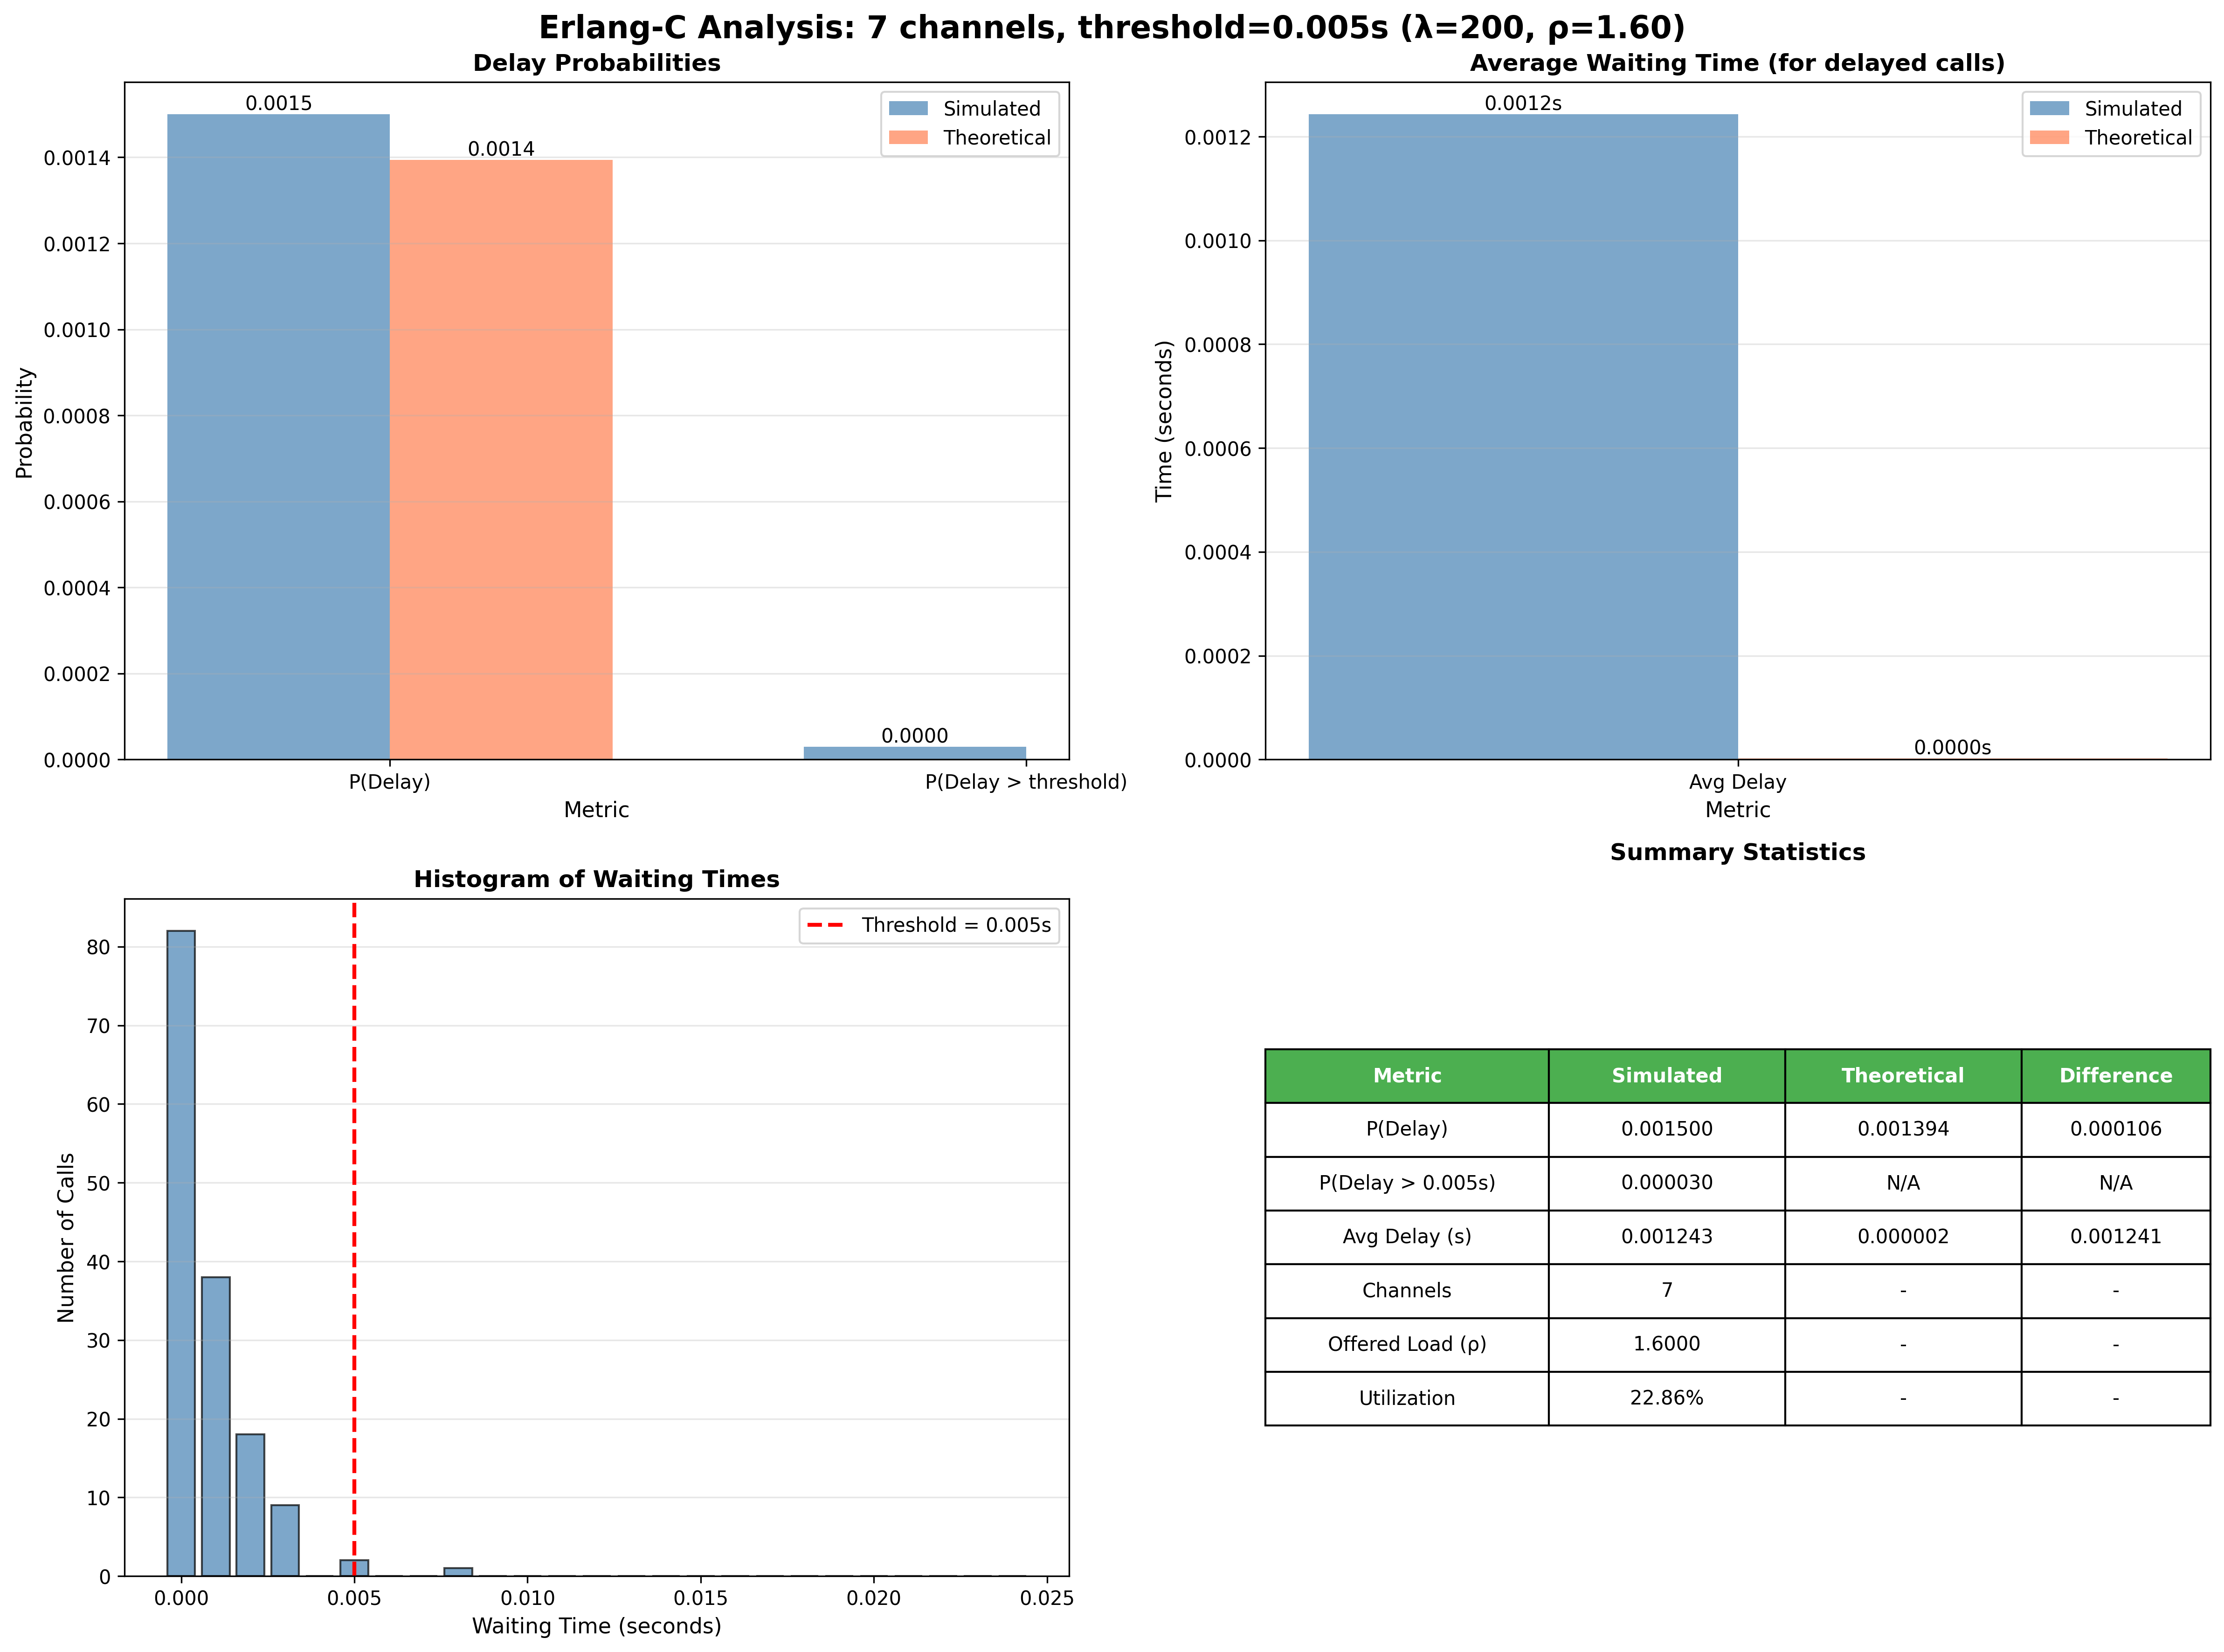 Erlang-C Analysis: 7 channels, threshold=0.005s (λ=200, ρ=1.60)
Delay Probabilities
Simulated
Theoretical
0.0015
0.0014
0.0000
0.0014
0.0012
0.0010
0.0008
0.0006
0.0004
0.0002
0.0000
Probability
P(Delay)
P(Delay > threshold)
Metric
Average Waiting Time (for delayed calls)
Simulated
Theoretical
0.0012s
0.0000s
0.0012
0.0010
0.0008
0.0006
0.0004
0.0002
0.0000
Time (seconds)
Avg Delay
Metric
Histogram of Waiting Times
Threshold = 0.005s
80
70
60
50
40
30
20
10
0
Number of Calls
0.000 0.005 0.010 0.015 0.020 0.025
Waiting Time (seconds)
Summary Statistics
Metric Simulated Theoretical Difference
P(Delay) 0.001500 0.001394 0.000106
P(Delay > 0.005s) 0.000030 N/A N/A
Avg Delay (s) 0.001243 0.000002 0.001241
Channels 7 - -
Offered Load (ρ) 1.6000 - -
Utilization 22.86% - -